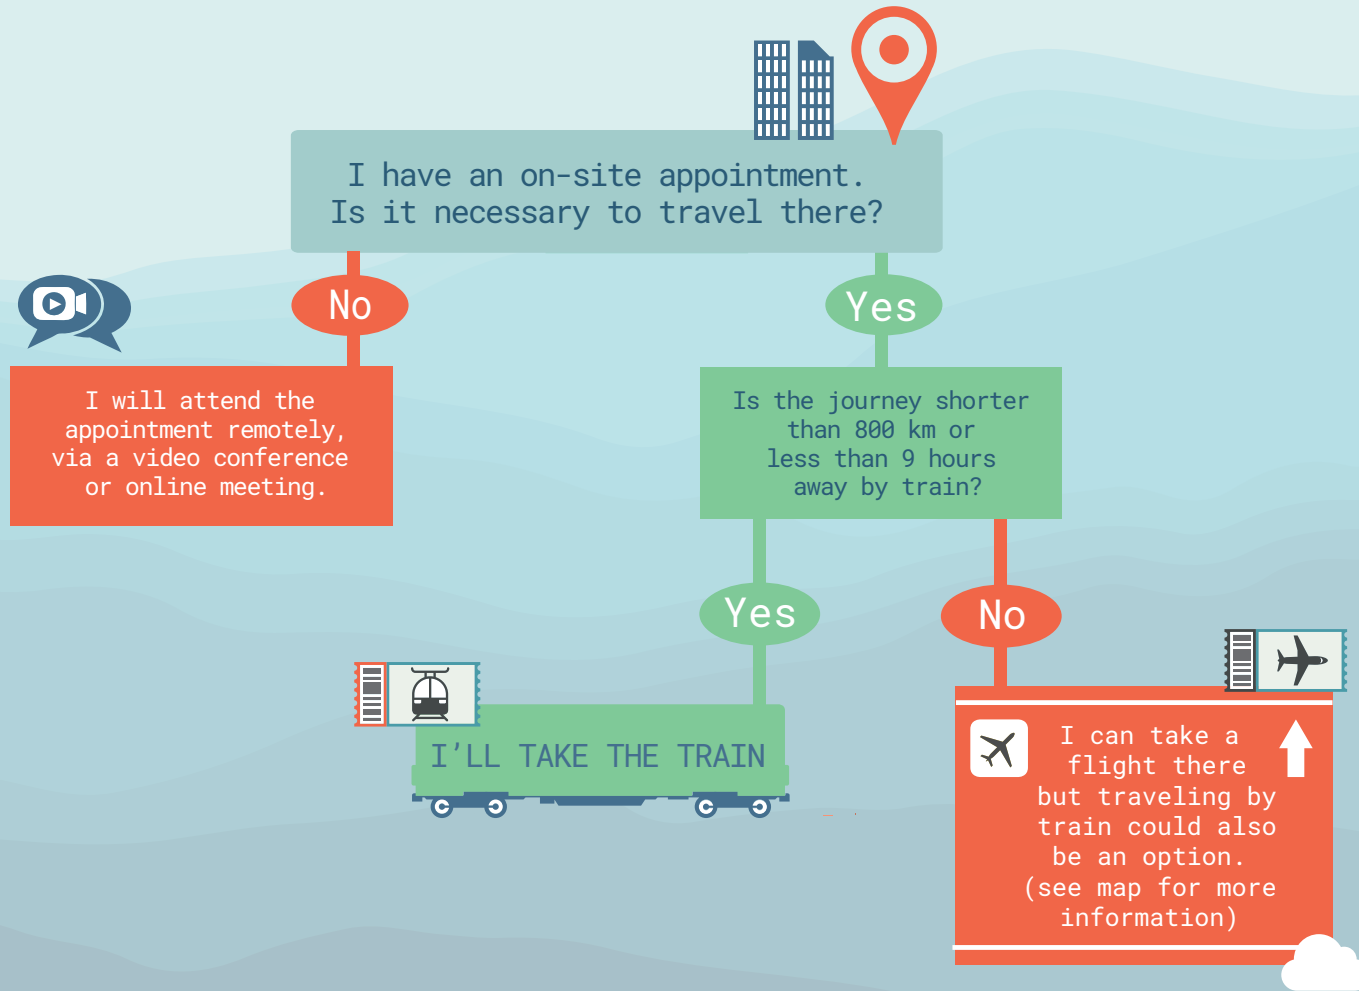 I have an on-site appointment.
Is it necessary to travel there?
No
Yes
I will attend the
appointment remotely,
via a video conference
or online meeting.
Is the journey shorter
than 800 km or
less than 9 hours
away by train?
Yes
No
I’LL TAKE THE TRAIN
I can take a
flight there
but traveling by
train could also
be an option.
(see map for more
information)